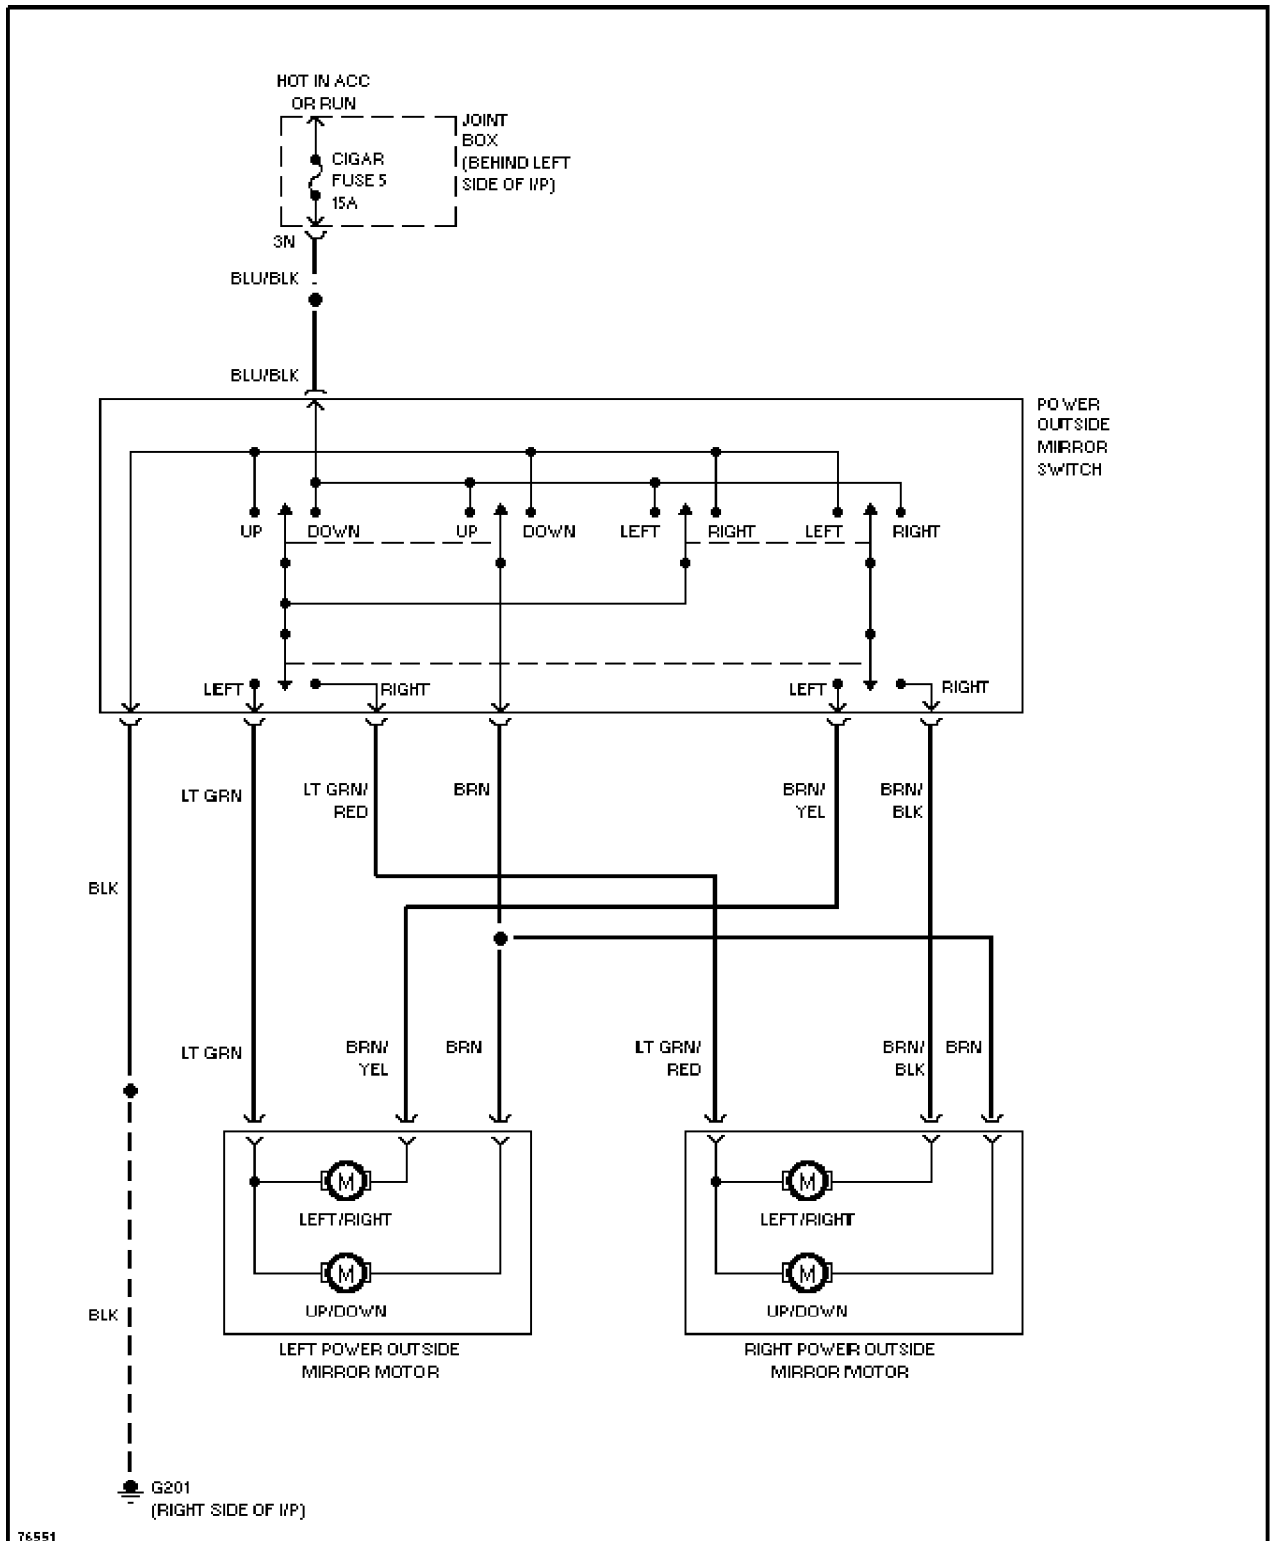 HOT IN ACC
OR RUN
JOINT
BOX
(BEHIND LEFT
SIDE OF I/P)
CIGAR
FUSE 5
15A
3N
BLU/BLK
BLU/BLK
POWER
OUTSIDE
MIRROR
SWITCH
UP DOWN UP DOWN LEFT RIGHT LEFT RIGHT
LEFT RIGHT LEFT RIGHT
LT GRN
LT GRN/
RED
BRN
BRN/
YEL
BRN/
BLK
BLK
LT GRN
BRN/
YEL
BRN
LT GRN/
RED
BRN/
BLK
BRN
M M
LEFT/RIGHT LEFT/RIGHT
M M
UP/DOWN UP/DOWN
BLK
LEFT POWER OUTSIDE
MIRROR MOTOR
RIGHT POWER OUTSIDE
MIRROR MOTOR
G201
(RIGHT SIDE OF I/P)
76551